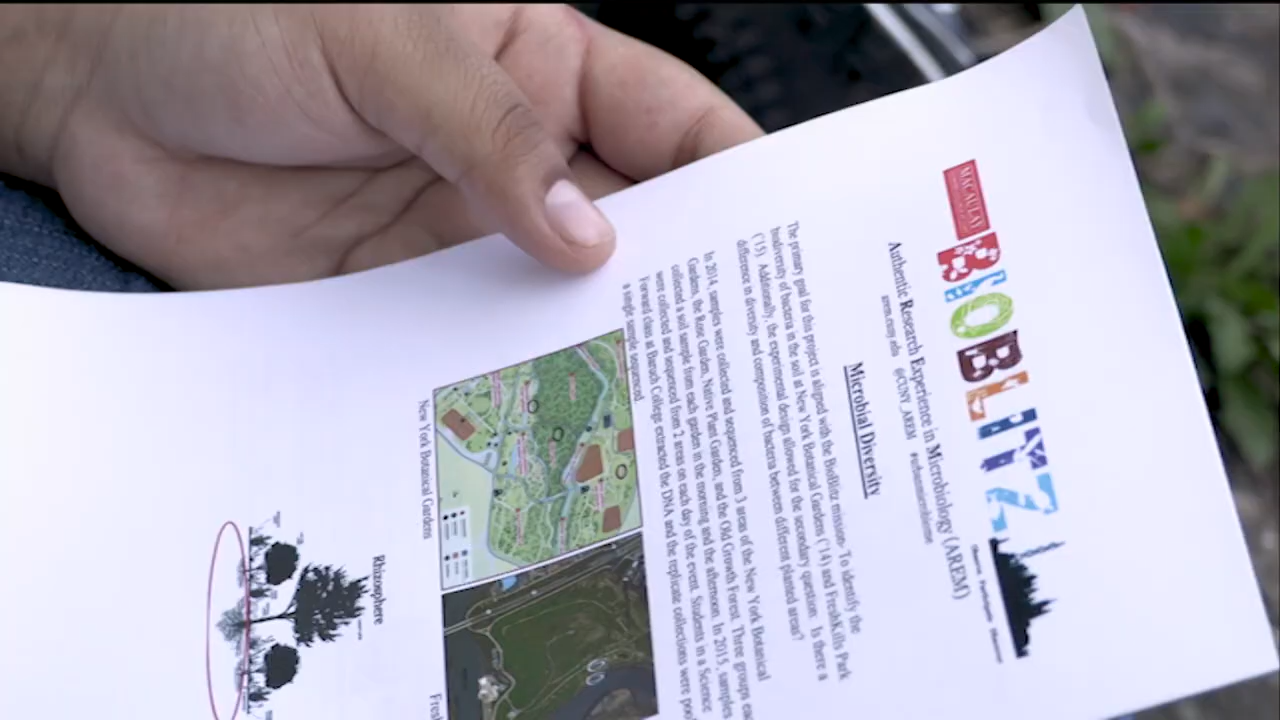 MACAULAY
BIOBLITZ
Authentic Research Experience in Microbiology (AREM)
arem.cuny.edu @CUNY_AREM #urbanmicrobiome
Microbial Diversity
The primary goal for this project is aligned with the BioBlitz mission- To identify the
biodiversity of bacteria in the soil at New York Botanical Gardens ('14) and FreshKills Park
('15). Additionally, the experimental design allowed for the secondary question: Is there a
difference in diversity and composition of bacteria between different planted areas?
In 2014, samples were collected and sequenced from 3 areas of the New York Botanical
Gardens, the Rose Garden, Native Plant Garden, and the Old Growth Forest. Three groups
collected a soil sample from each garden in the morning and the afternoon. In 2015, samples
were collected and sequenced from 2 areas on each day of the event. Students in a Science
Forward class at Baruch College extracted the DNA and the replicate collections were
a single sample sequenced.
New York Botanical Gardens
Rhizosphere